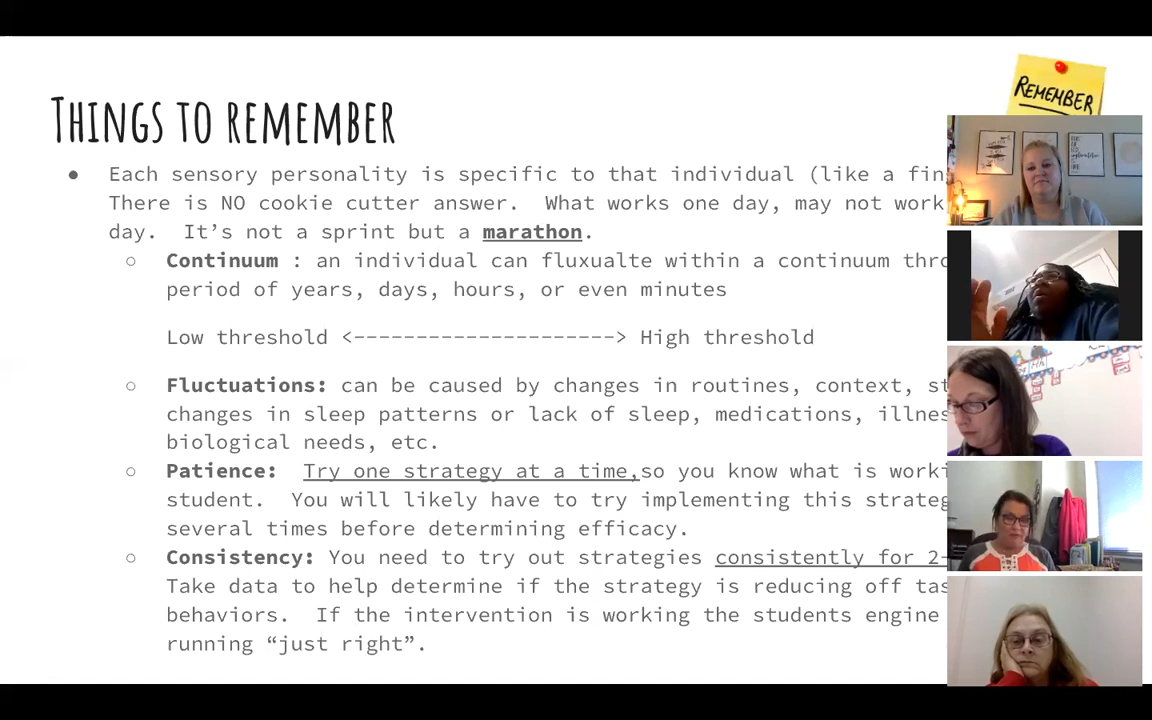 REMEMBER
THINGS TO REMEMBER
● Each sensory personality is specific to that individual (like a fin
There is NO cookie cutter answer. What works one day, may not work
day. It's not a sprint but a marathon.
○ Continuum : an individual can fluxualte within a continuum thro
period of years, days, hours, or even minutes
Low threshold <---------------------> High threshold
○ Fluctuations: can be caused by changes in routines, context, st
changes in sleep patterns or lack of sleep, medications, illnes
biological needs, etc.
○ Patience: Try one strategy at a time,so you know what is worki
student. You will likely have to try implementing this strateg
several times before determining efficacy.
○ Consistency: You need to try out strategies consistently for 2-
Take data to help determine if the strategy is reducing off tas
behaviors. If the intervention is working the students engine
running “just right”.